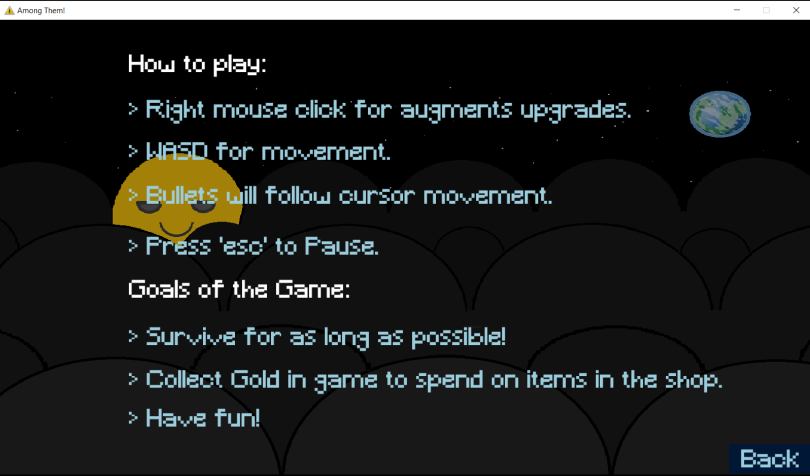 Among Them!
How to play:
> Right mouse click for augments upgrades.
> WASD for movement.
> Bullets will follow cursor movement.
> Press 'esc' to Pause.
Goals of the Game:
> Survive for as long as possible!
> Collect Gold in game to spend on items in the shop.
> Have fun!
Back